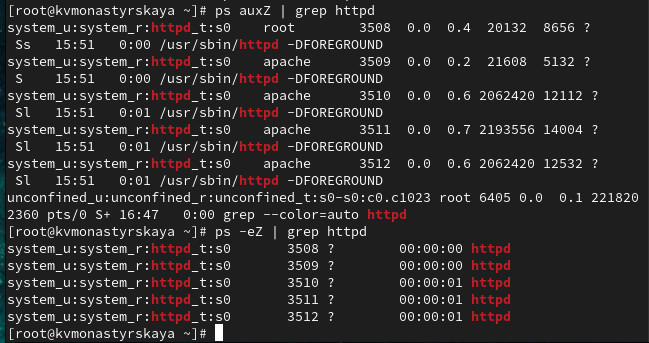 [root@kvmonastyrskaya ~]# ps auxZ | grep httpd
system_u:system_r:httpd_t:s0    root        3508  0.0  0.4  20132  8656 ?
 Ss   15:51   0:00 /usr/sbin/httpd -DFOREGROUND
system_u:system_r:httpd_t:s0    apache      3509  0.0  0.2  21608  5132 ?
 S    15:51   0:00 /usr/sbin/httpd -DFOREGROUND
system_u:system_r:httpd_t:s0    apache      3510  0.0  0.6 2062420 12112 ?
 Sl   15:51   0:01 /usr/sbin/httpd -DFOREGROUND
system_u:system_r:httpd_t:s0    apache      3511  0.0  0.7 2193556 14004 ?
 Sl   15:51   0:01 /usr/sbin/httpd -DFOREGROUND
system_u:system_r:httpd_t:s0    apache      3512  0.0  0.6 2062420 12532 ?
 Sl   15:51   0:01 /usr/sbin/httpd -DFOREGROUND
unconfined_u:unconfined_r:unconfined_t:s0-s0:c0.c1023 root 6405 0.0  0.1 221820
2360 pts/0 S+ 16:47   0:00 grep --color=auto httpd
[root@kvmonastyrskaya ~]# ps -eZ | grep httpd
system_u:system_r:httpd_t:s0       3508 ?        00:00:00 httpd
system_u:system_r:httpd_t:s0       3509 ?        00:00:00 httpd
system_u:system_r:httpd_t:s0       3510 ?        00:00:01 httpd
system_u:system_r:httpd_t:s0       3511 ?        00:00:01 httpd
system_u:system_r:httpd_t:s0       3512 ?        00:00:01 httpd
[root@kvmonastyrskaya ~]#